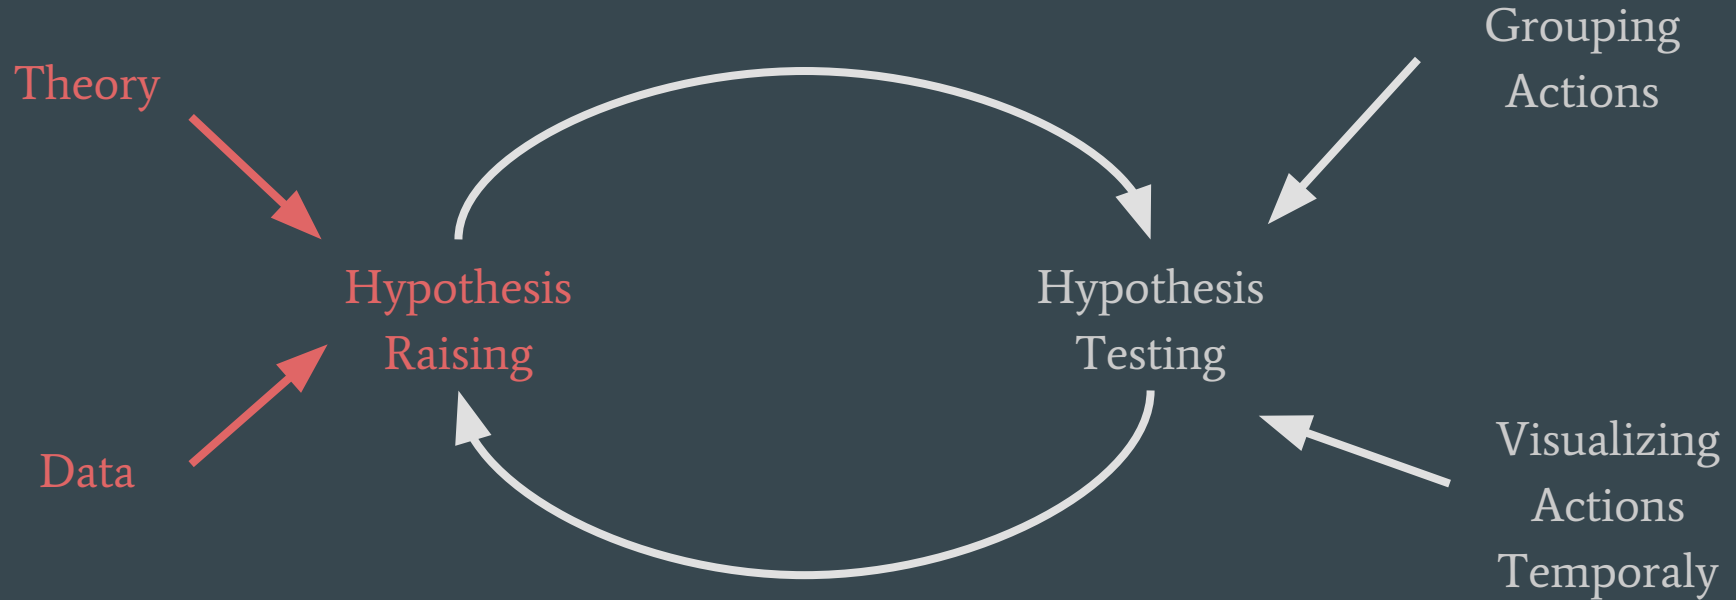 Theory
Data
Hypothesis
Raising
Hypothesis
Testing
Grouping
Actions
Visualizing
Actions
Temporaly